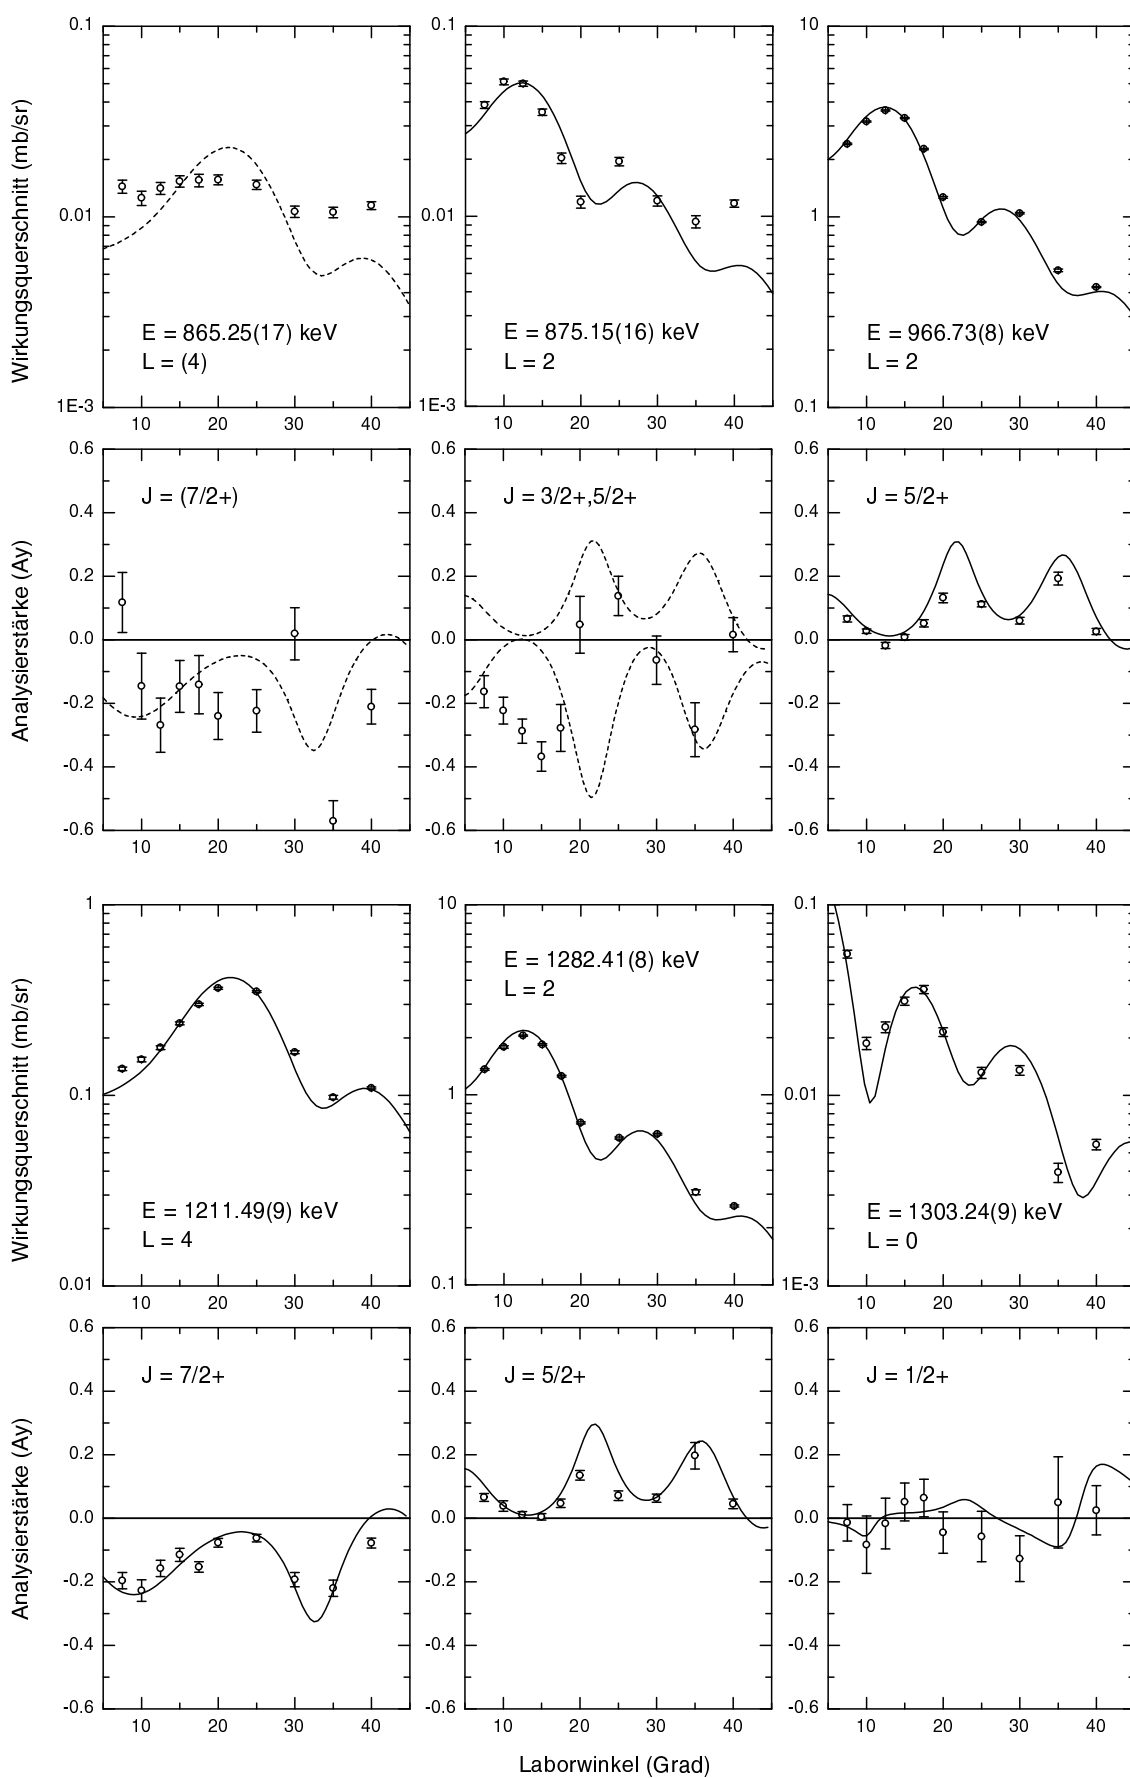 Wirkungsquerschnitt (mb/sr)
0.1
0.01
1E-3
E = 865.25(17) keV
L = (4)
10 20 30 40
0.1
0.01
1E-3
E = 875.15(16) keV
L = 2
10 20 30 40
10
1
0.1
E = 966.73(8) keV
L = 2
10 20 30 40
Analysierstärke (Ay)
0.6
0.4
0.2
0.0
-0.2
-0.4
-0.6
J = (7/2+)
10 20 30 40
0.6
0.4
0.2
0.0
-0.2
-0.4
-0.6
J = 3/2+,5/2+
10 20 30 40
0.6
0.4
0.2
0.0
-0.2
-0.4
-0.6
J = 5/2+
10 20 30 40
Wirkungsquerschnitt (mb/sr)
1
0.1
0.01
E = 1211.49(9) keV
L = 4
10 20 30 40
10
1
0.1
E = 1282.41(8) keV
L = 2
10 20 30 40
0.1
0.01
1E-3
E = 1303.24(9) keV
L = 0
10 20 30 40
Analysierstärke (Ay)
0.6
0.4
0.2
0.0
-0.2
-0.4
-0.6
J = 7/2+
10 20 30 40
0.6
0.4
0.2
0.0
-0.2
-0.4
-0.6
J = 5/2+
10 20 30 40
0.6
0.4
0.2
0.0
-0.2
-0.4
-0.6
J = 1/2+
10 20 30 40
Laborwinkel (Grad)